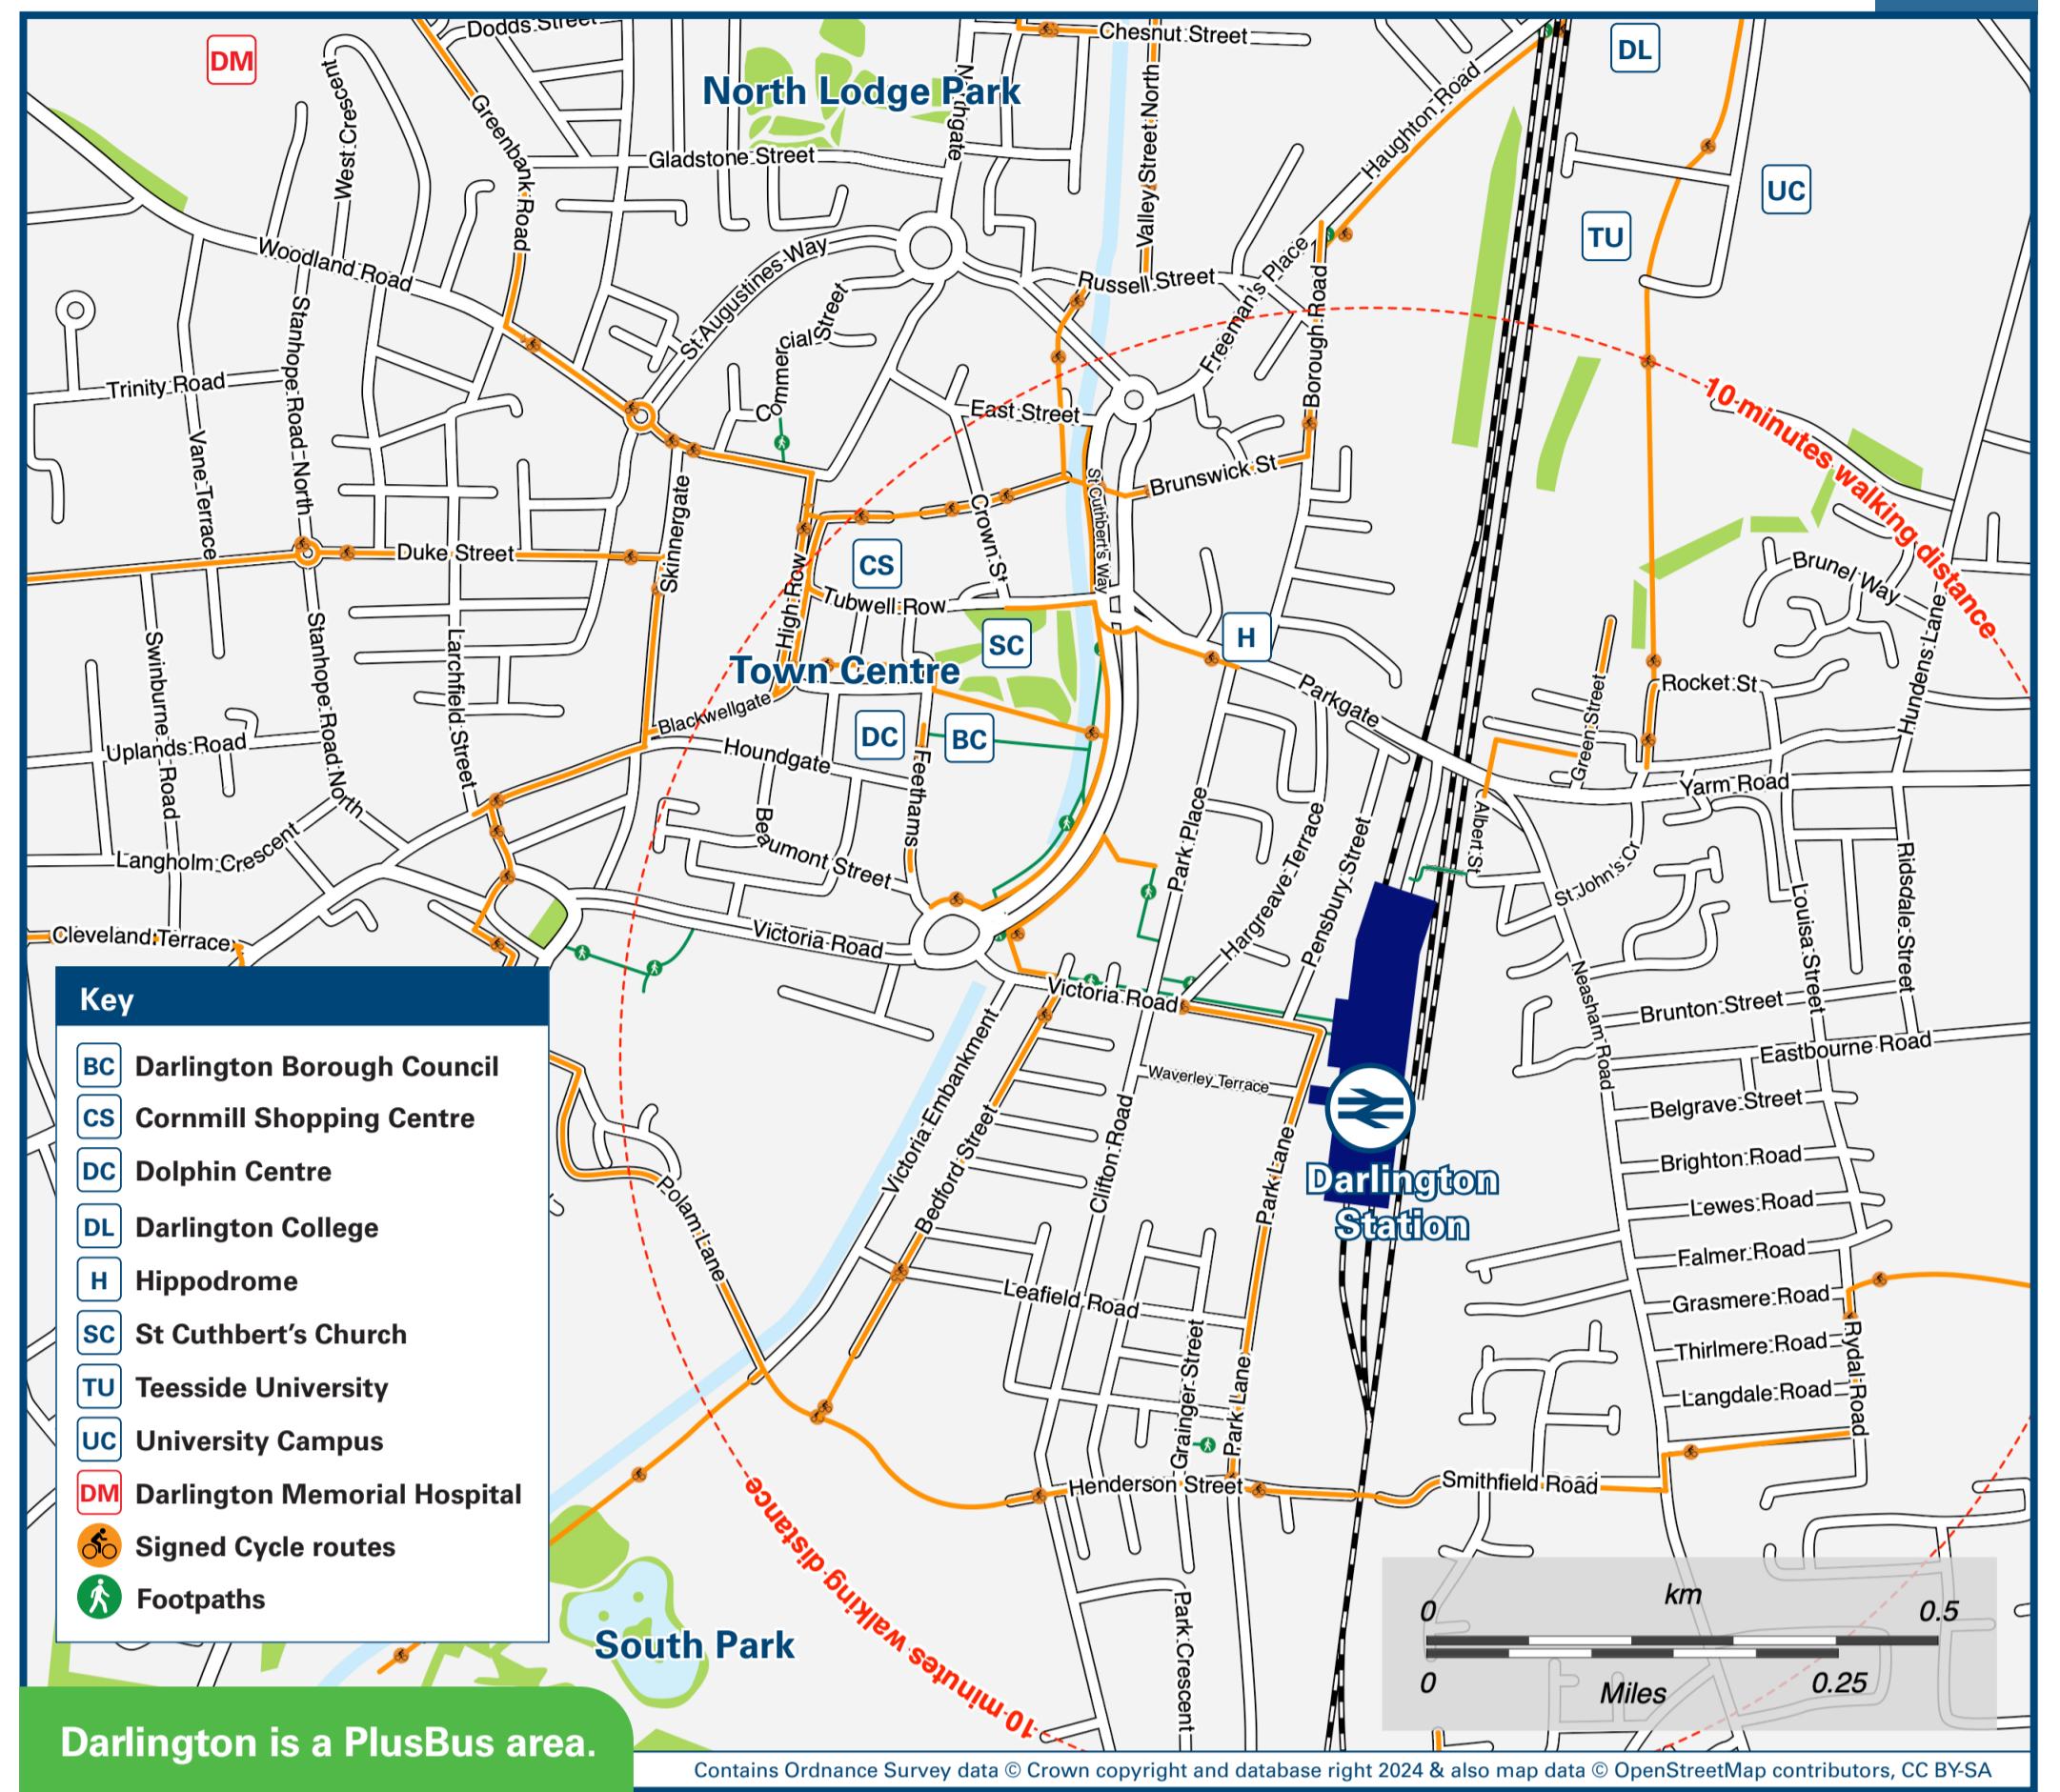 Dodds Street
Chesnut Street
DM
DL
North Lodge Park
Northgate
West Crescent
Greenbank Road
Gladstone Street
Valley Street North
Haughton Road
UC
TU
Woodland Road
St Augustines Way
Commercial Street
Russell Street
Freeman's Place
Borough Road
Stanhope Road North
Trinity Road
Vane Terrace
East Street
10 minutes walking distance
Skinnergate
Crown St
St Cuthbert's Way
Brunswick St
Duke Street
High Row
CS
Tubwell Row
Brunel Way
Hundens Lane
SC
H
Swinburne Road
Stanhope Road North
Larchfield Street
Town Centre
Parkgate
Rocket St
Green Street
Blackwellgate
DC
BC
Houndgate
Feethams
Uplands Road
Yarm Road
Albert St
Park Place
Hargreave Terrace
Pensbury Street
Beaumont Street
Langholm Crescent
St John's Cr
Ridsdale Street
Louisa Street
Cleveland Terrace
Victoria Road
Victoria Road
Neasham Road
Brunton Street
Eastbourne Road
Waverley Terrace
Victoria Embankment
Bedford Street
Clifton Road
Park Lane
Belgrave Street
Brighton Road
Darlington
Station
Lewes Road
Polam Lane
Falmer Road
Leafield Road
Grasmere Road
Rydal Road
Grainger Street
Park Lane
Thirlmere Road
Langdale Road
Henderson Street
Smithfield Road
10 minutes walking distance
Park Crescent
South Park
Key
BC Darlington Borough Council
CS Cornmill Shopping Centre
DC Dolphin Centre
DL Darlington College
H Hippodrome
SC St Cuthbert’s Church
TU Teesside University
UC University Campus
DM Darlington Memorial Hospital
Signed Cycle routes
Footpaths
km
0 0.5
0 0.25
Miles
Darlington is a PlusBus area.
Contains Ordnance Survey data © Crown copyright and database right 2024 & also map data © OpenStreetMap contributors, CC BY-SA